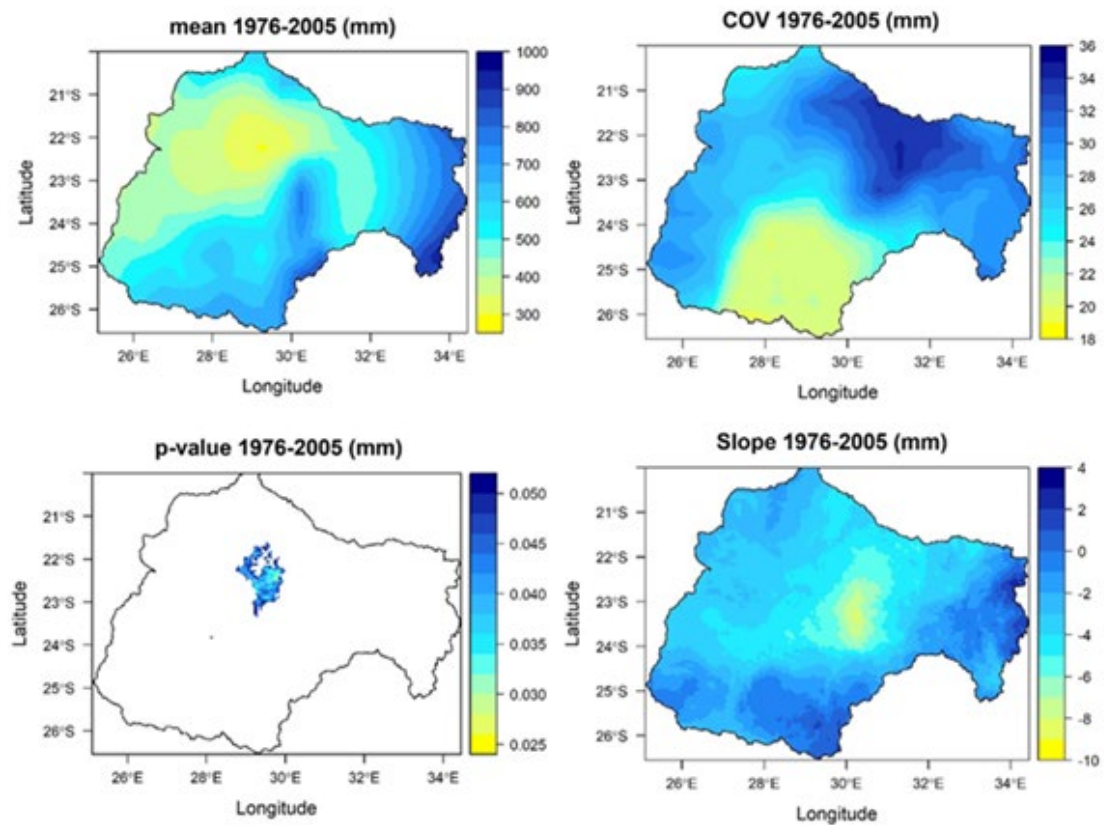 mean 1976-2005 (mm)
21°S
22°S
23°S
24°S
25°S
26°S
Latitude
26°E
28°E
30°E
32°E
34°E
Longitude
1000
900
800
700
600
500
400
300
COV 1976-2005 (mm)
21°S
22°S
23°S
24°S
25°S
26°S
Latitude
26°E
28°E
30°E
32°E
34°E
Longitude
36
34
32
30
28
26
24
22
20
18
p-value 1976-2005 (mm)
21°S
22°S
23°S
24°S
25°S
26°S
Latitude
26°E
28°E
30°E
32°E
34°E
Longitude
0.050
0.045
0.040
0.035
0.030
0.025
Slope 1976-2005 (mm)
21°S
22°S
23°S
24°S
25°S
26°S
Latitude
26°E
28°E
30°E
32°E
34°E
Longitude
4
2
0
-2
-4
-6
-8
-10